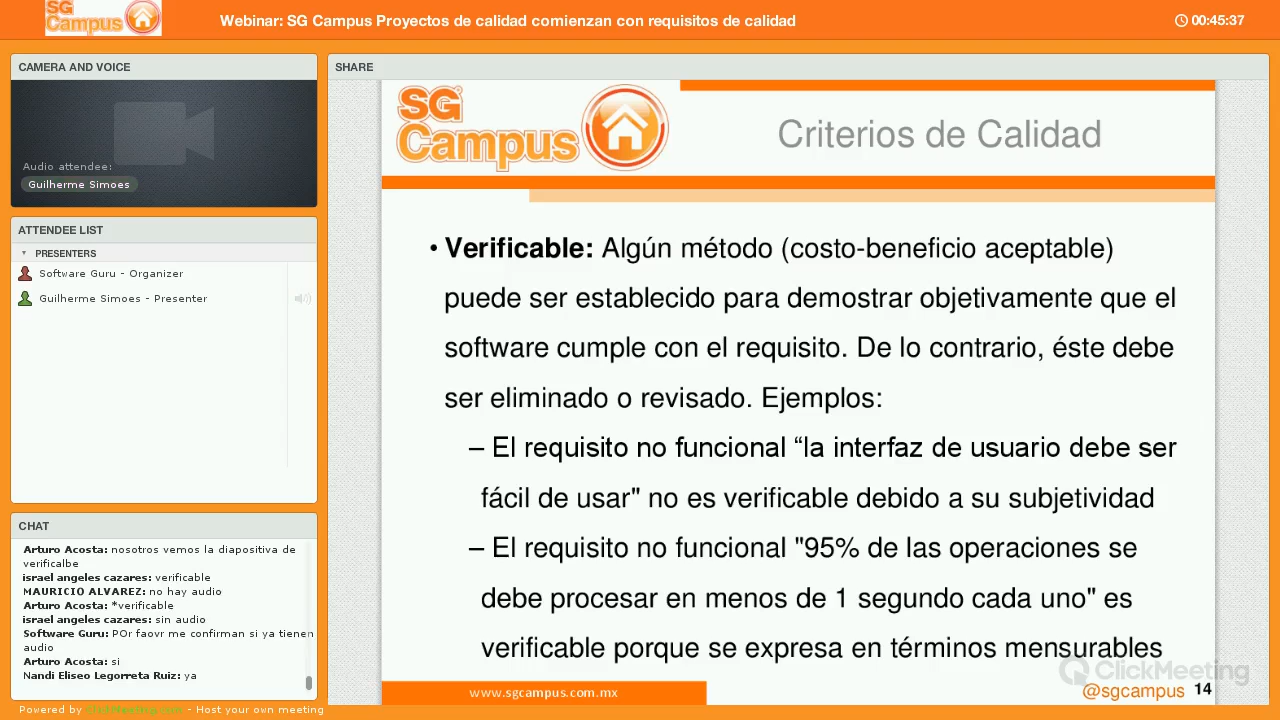 SG Campus
Webinar: SG Campus Proyectos de calidad comienzan con requisitos de calidad
00:45:37
CAMERA AND VOICE
Audio attendee:
Guilherme Simoes
ATTENDEE LIST
PRESENTERS
Software Guru - Organizer
Guilherme Simoes - Presenter
CHAT
Arturo Acosta: nosotros vemos la diapositiva de
verificalbe
israel angeles cazares: verificable
MAURICIO ALVAREZ: no hay audio
Arturo Acosta: *verificable
israel angeles cazares: sin audio
Software Guru: POr faovr me confirman si ya tienen
audio
Arturo Acosta: si
Nandi Eliseo Legorreta Ruiz: ya
Powered by ClickMeeting.com - Host your own meeting
SHARE
SG
Campus
Criterios de Calidad
• Verificable: Algún método (costo-beneficio aceptable)
puede ser establecido para demostrar objetivamente que el
software cumple con el requisito. De lo contrario, éste debe
ser eliminado o revisado. Ejemplos:
– El requisito no funcional “la interfaz de usuario debe ser
fácil de usar" no es verificable debido a su subjetividad
– El requisito no funcional "95% de las operaciones se
debe procesar en menos de 1 segundo cada uno" es
verificable porque se expresa en términos mensurables
ClickMeeting
www.sgcampus.com.mx
@sgcampus 14